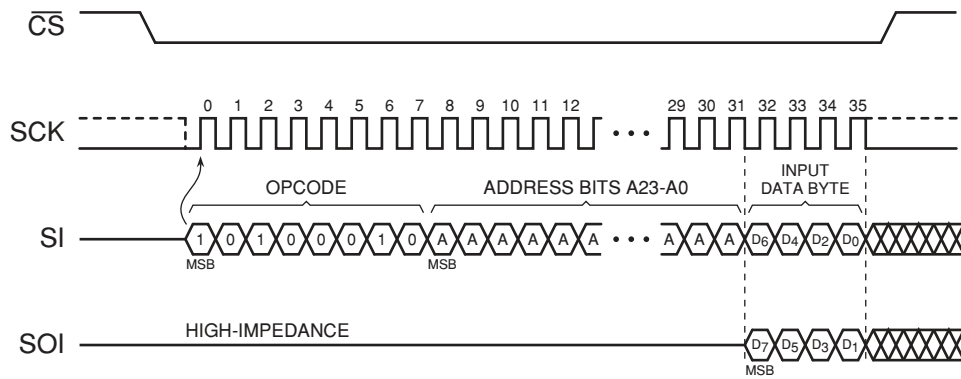 CS
0 1 2 3 4 5 6 7 8 9 10 11 12 29 30 31 32 33 34 35
SCK
OPCODE
ADDRESS BITS A23-A0
INPUT
DATA BYTE
SI
1 0 1 0 0 0 1 0 A A A A A A • • • A A A D6 D4 D2 D0
MSB MSB
HIGH-IMPEDANCE
SOI
D7 D5 D3 D1
MSB